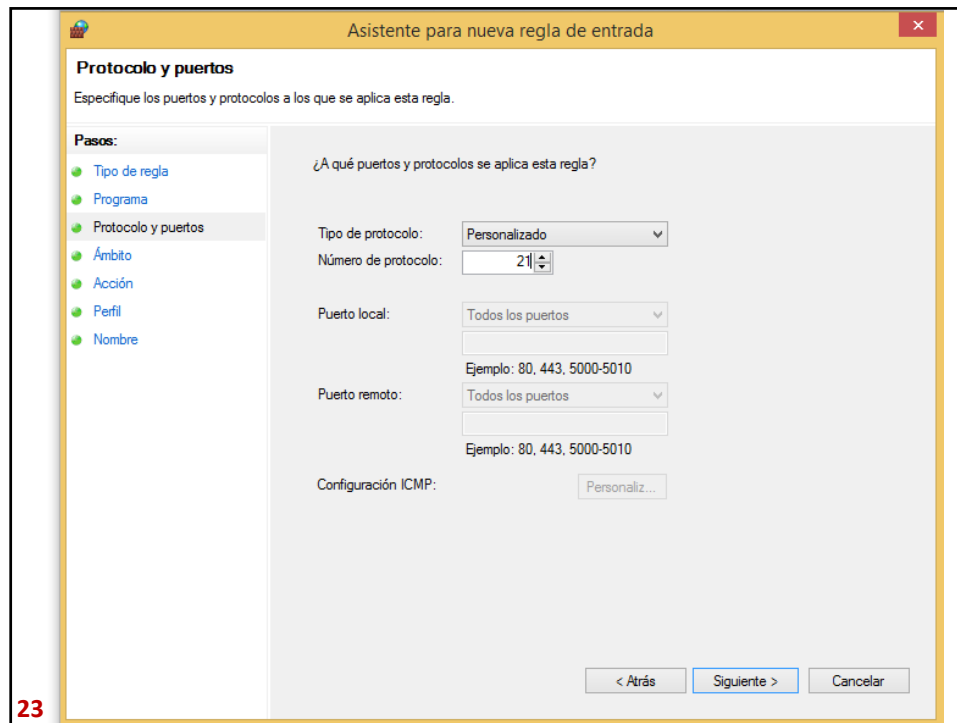 Asistente para nueva regla de entrada
Protocolo y puertos
Especifique los puertos y protocolos a los que se aplica esta regla.
Pasos:
Tipo de regla
Programa
Protocolo y puertos
Ámbito
Acción
Perfil
Nombre
¿A qué puertos y protocolos se aplica esta regla?
Tipo de protocolo: Personalizado
Número de protocolo: 21
Puerto local: Todos los puertos
Ejemplo: 80, 443, 5000-5010
Puerto remoto: Todos los puertos
Ejemplo: 80, 443, 5000-5010
Configuración ICMP: Personaliz...
< Atrás Siguiente > Cancelar
23